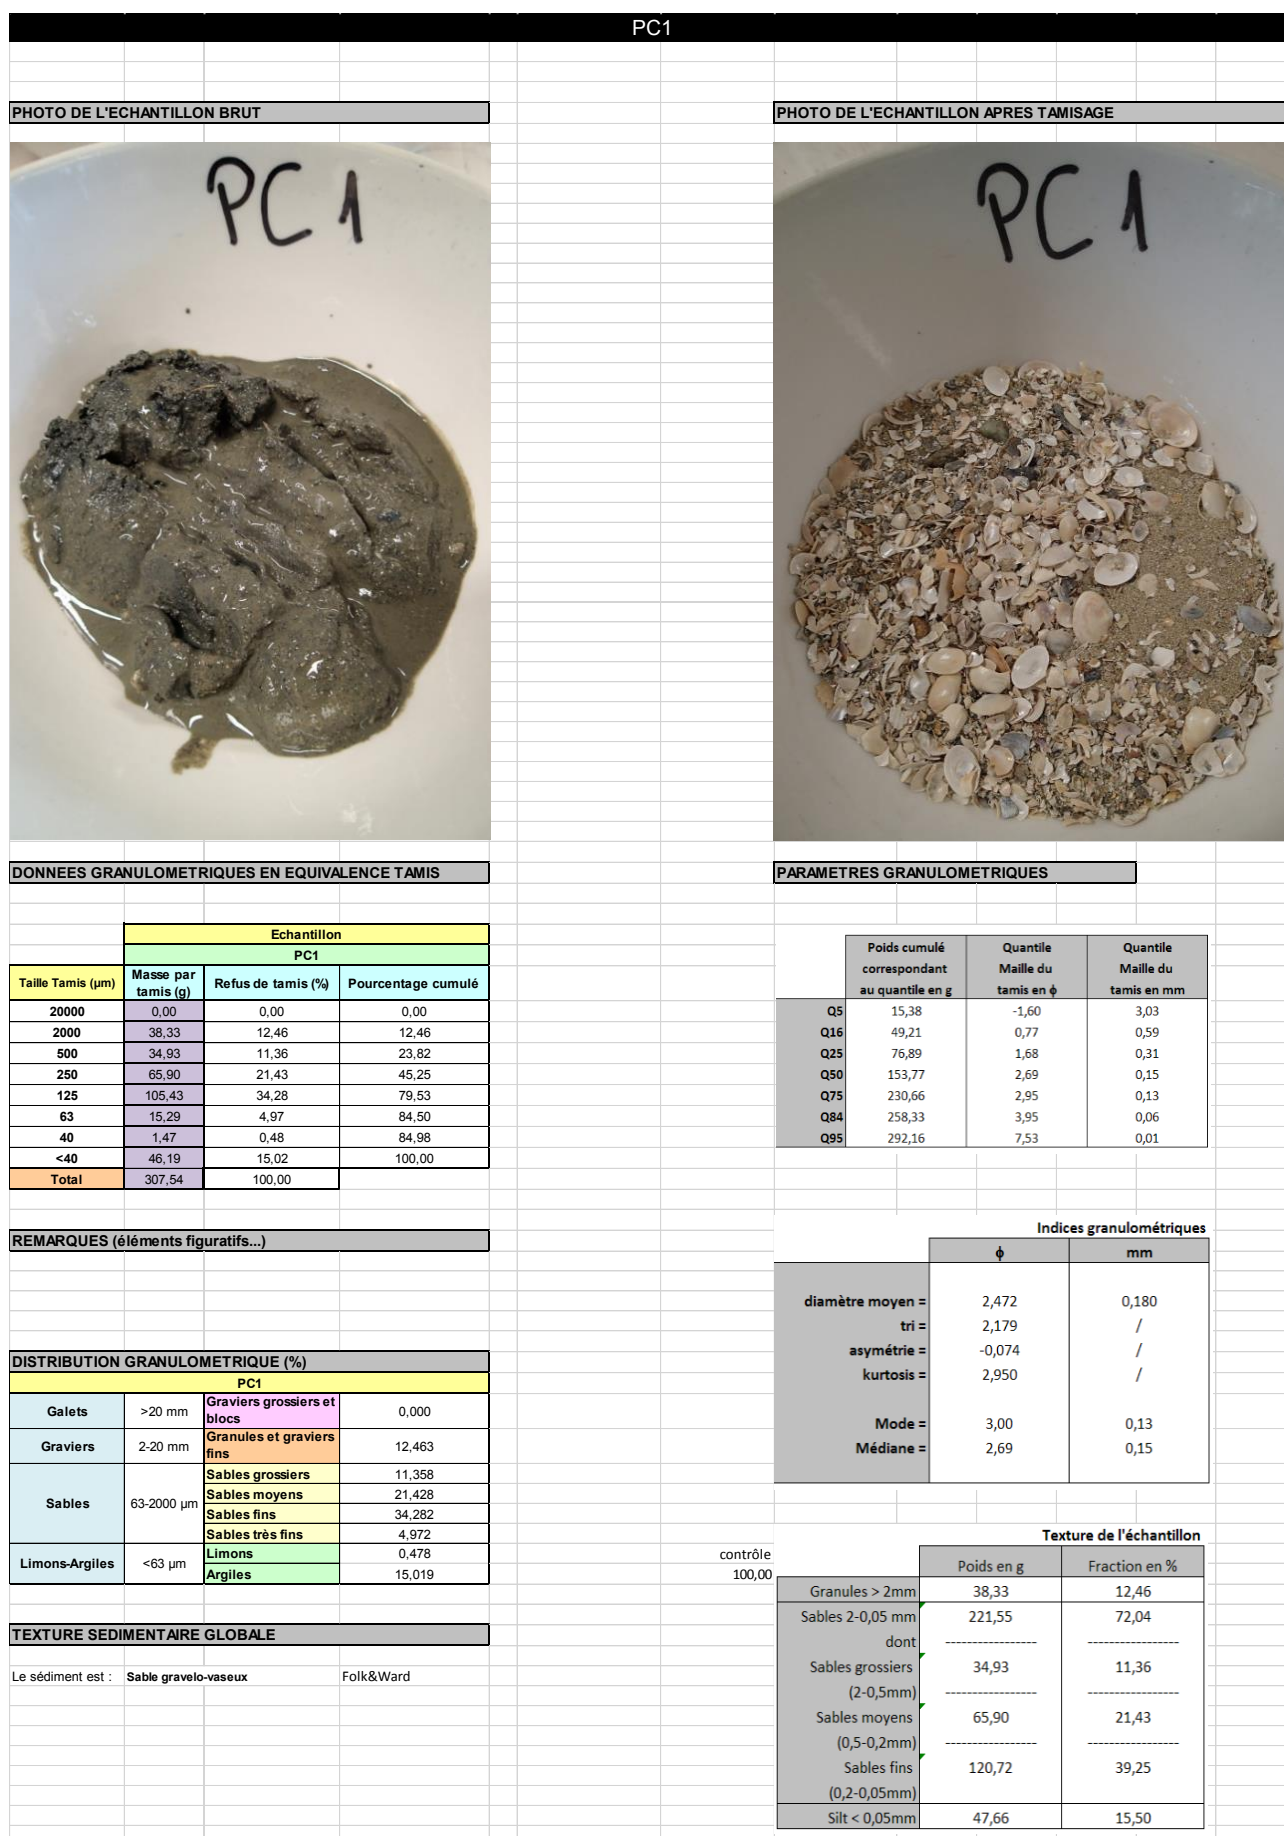 PC1
PHOTO DE L'ECHANTILLON BRUT
PHOTO DE L'ECHANTILLON APRES TAMISAGE
PC 1
PC 1
DONNEES GRANULOMETRIQUES EN EQUIVALENCE TAMIS
Echantillon
PC1
Taille Tamis (µm) Masse par tamis (g) Refus de tamis (%) Pourcentage cumulé
20000 0,00 0,00 0,00
2000 38,33 12,46 12,46
500 34,93 11,36 23,82
250 65,90 21,43 45,25
125 105,43 34,28 79,53
63 15,29 4,97 84,50
40 1,47 0,48 84,98
<40 46,19 15,02 100,00
Total 307,54 100,00
PARAMETRES GRANULOMETRIQUES
Poids cumulé Quantile Quantile
correspondant Maille du Maille du
au quantile en g tamis en ϕ tamis en mm
Q5 15,38 -1,60 3,03
Q16 49,21 0,77 0,59
Q25 76,89 1,68 0,31
Q50 153,77 2,69 0,15
Q75 230,66 2,95 0,13
Q84 258,33 3,95 0,06
Q95 292,16 7,53 0,01
REMARQUES (éléments figuratifs...)
Indices granulométriques
ϕ mm
diamètre moyen = 2,472 0,180
tri = 2,179 /
asymétrie = -0,074 /
kurtosis = 2,950 /
Mode = 3,00 0,13
Médiane = 2,69 0,15
DISTRIBUTION GRANULOMETRIQUE (%)
PC1
Galets >20 mm Graviers grossiers et blocs 0,000
Graviers 2-20 mm Granules et graviers fins 12,463
Sables 63-2000 µm Sables grossiers 11,358
Sables moyens 21,428
Sables fins 34,282
Sables très fins 4,972
Limons-Argiles <63 µm Limons 0,478
Argiles 15,019
contrôle
100,00
TEXTURE SEDIMENTAIRE GLOBALE
Le sédiment est : Sable gravelo-vaseux Folk&Ward
Texture de l'échantillon
Poids en g Fraction en %
Granules > 2mm 38,33 12,46
Sables 2-0,05 mm 221,55 72,04
dont ----------------- -----------------
Sables grossiers 34,93 11,36
(2-0,5mm) ----------------- -----------------
Sables moyens 65,90 21,43
(0,5-0,2mm) ----------------- -----------------
Sables fins 120,72 39,25
(0,2-0,05mm)
Silt < 0,05mm 47,66 15,50